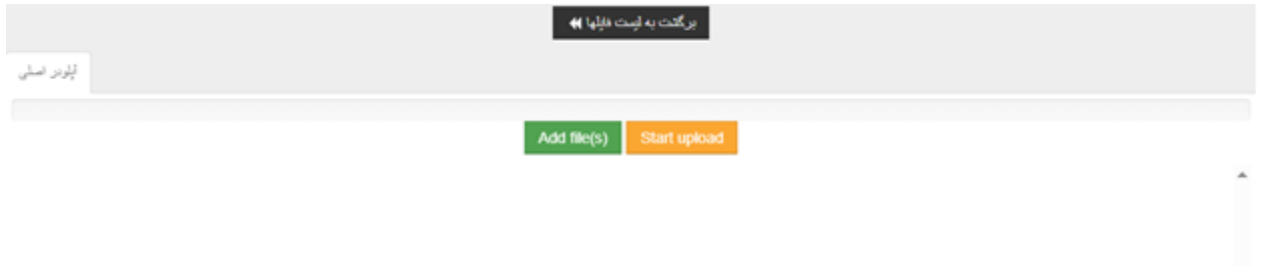 برگشت به لیست فایلها
آپلودر اصلی
Add file(s) Start upload